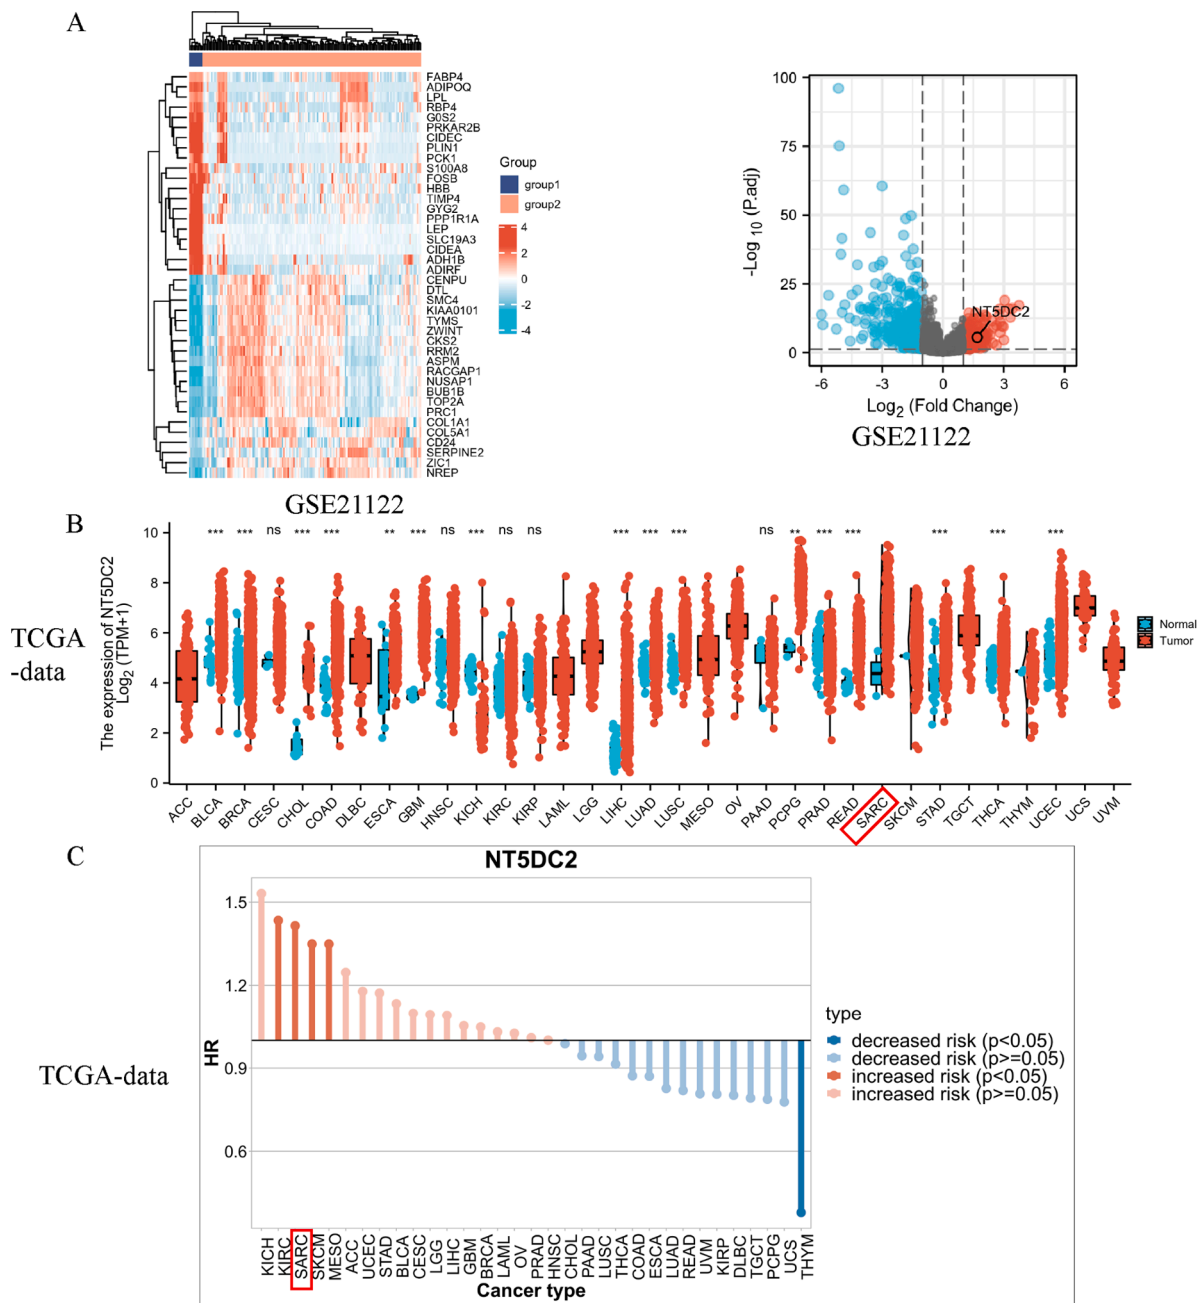 A
FABP4
ADIPOQ
LPL
RBP4
G0S2
PRKAR2B
CIDEC
PLIN1
PCK1
S100A8
FOSB
HBB
TIMP4
GYG2
PPP1R1A
LEP
SLC19A3
CIDEA
ADH1B
ADIRF
CENPU
DTL
SMC4
KIAA0101
TYMS
ZWINT
CKS2
RRM2
ASPM
RACGAP1
NUSAP1
BUB1B
TOP2A
PRC1
COL1A1
COL5A1
CD24
SERPINE2
ZIC1
NREP
Group
group1
group2
4
2
0
-2
-4
GSE21122
-Log10 (P.adj)
100
75
50
25
0
NT5DC2
-6 -3 0 3 6
Log2 (Fold Change)
GSE21122
B
TCGA
-data
The expression of NT5DC2
Log2 (TPM+1)
10
8
6
4
2
0
*** *** ns *** *** ** *** ns *** ns ns *** *** *** ns ** *** *** *** *** ***
Normal
Tumor
ACC BLCA BRCA CESC CHOL COAD DLBC ESCA GBM HNSC KICH KIRC KIRP LAML LGG LIHC LUAD LUSC MESO OV PAAD PCPG PRAD READ SARC SKCM STAD TGCT THCA THYM UCEC UCS UVM
C
NT5DC2
TCGA-data
HR
1.5
1.2
0.9
0.6
type
decreased risk (p<0.05)
decreased risk (p>=0.05)
increased risk (p<0.05)
increased risk (p>=0.05)
KICH KIRC SARC SKCM MESO ACC UCEC STAD BLCA CESC LGG LIHC GBM BRCA LAML OV PRAD HNSC CHOL PAAD LUSC THCA COAD ESCA LUAD READ UVM KIRP DLBC TGCT PCPG UCS THYM
Cancer type